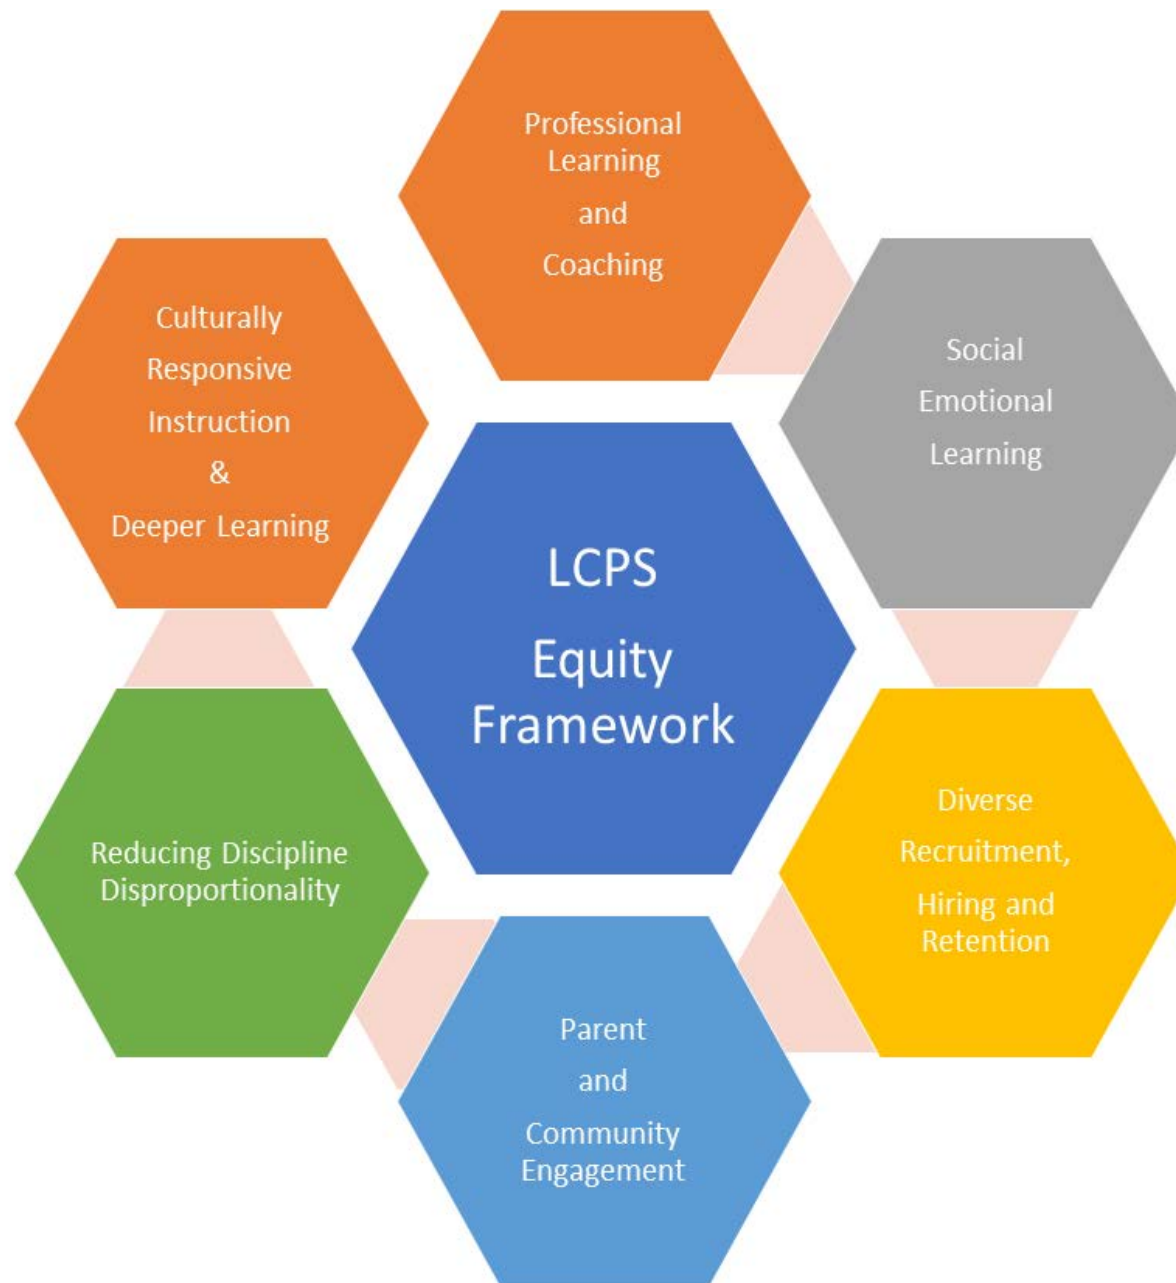 Professional
Learning
and
Coaching
Culturally
Responsive
Instruction
&
Deeper Learning
Social
Emotional
Learning
LCPS
Equity
Framework
Reducing Discipline
Disproportionality
Diverse
Recruitment,
Hiring and
Retention
Parent
and
Community
Engagement